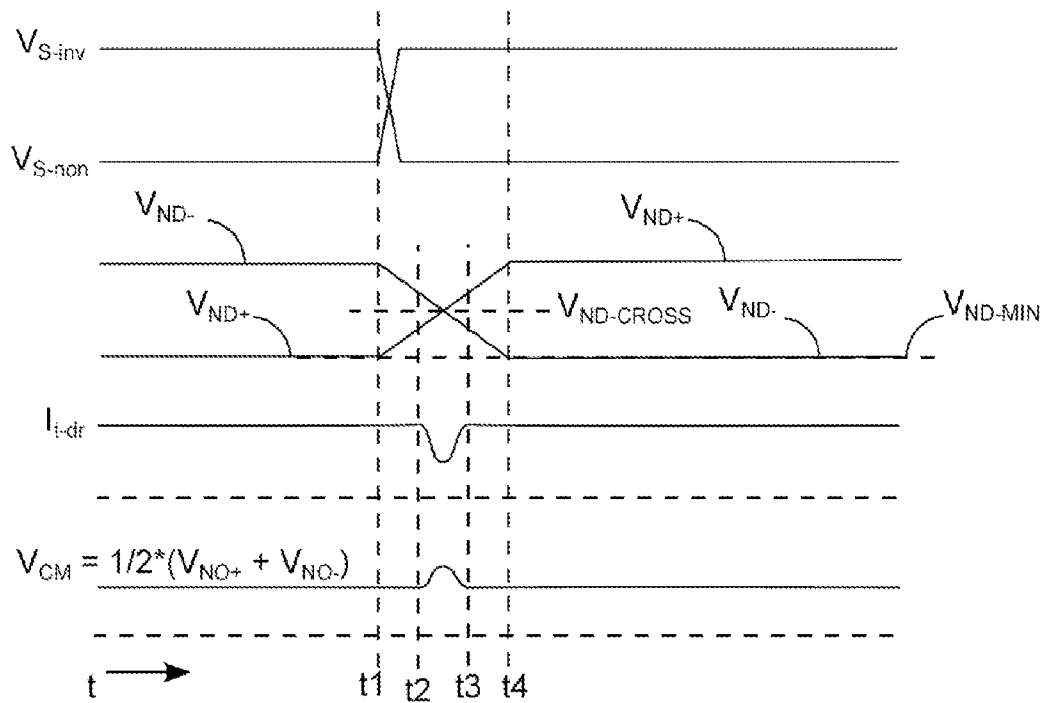 V_S-inv
V_S-non
V_ND-
V_ND+
V_ND+
V_ND-CROSS
V_ND-
V_ND-MIN
I_t-dr
V_CM = 1/2*(V_NO+ + V_NO-)
t
t1
t2
t3
t4